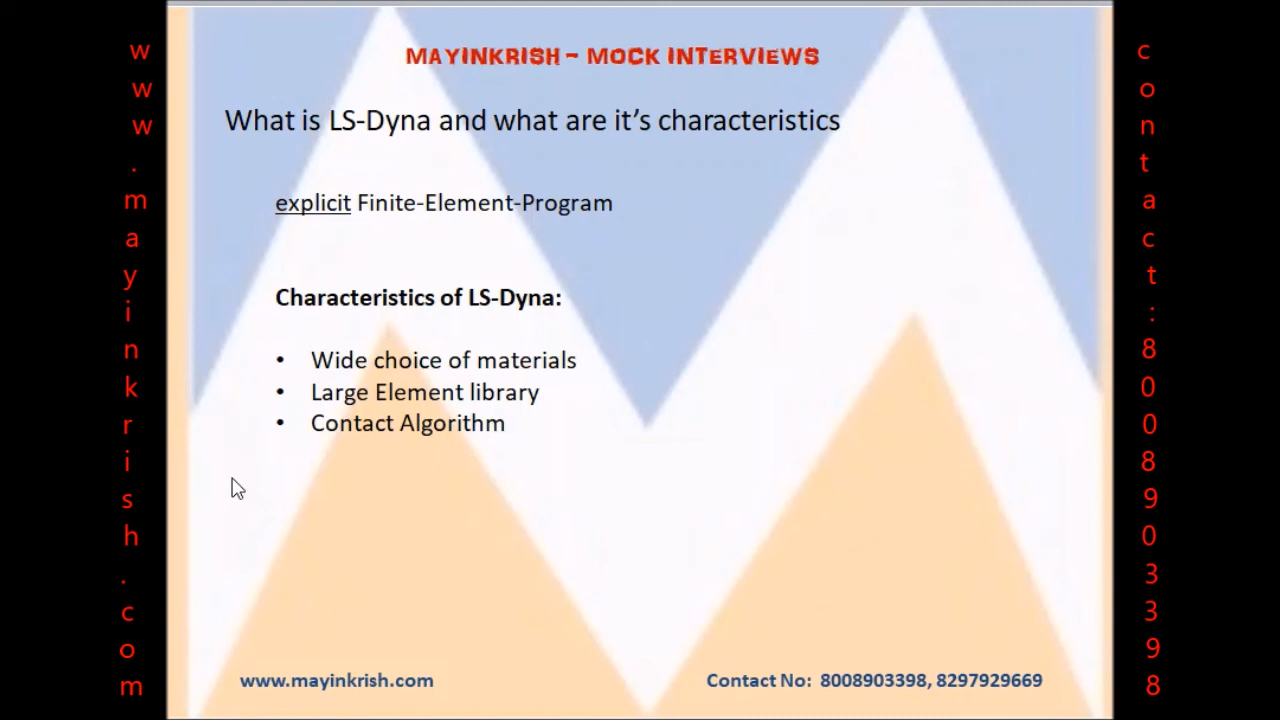 MAYINKRISH - MOCK INTERVIEWS
What is LS-Dyna and what are it's characteristics
explicit Finite-Element-Program
Characteristics of LS-Dyna:
• Wide choice of materials
• Large Element library
• Contact Algorithm
www.mayinkrish.com
Contact No: 8008903398, 8297929669
www.mayinkrish.com
contact:8008903398